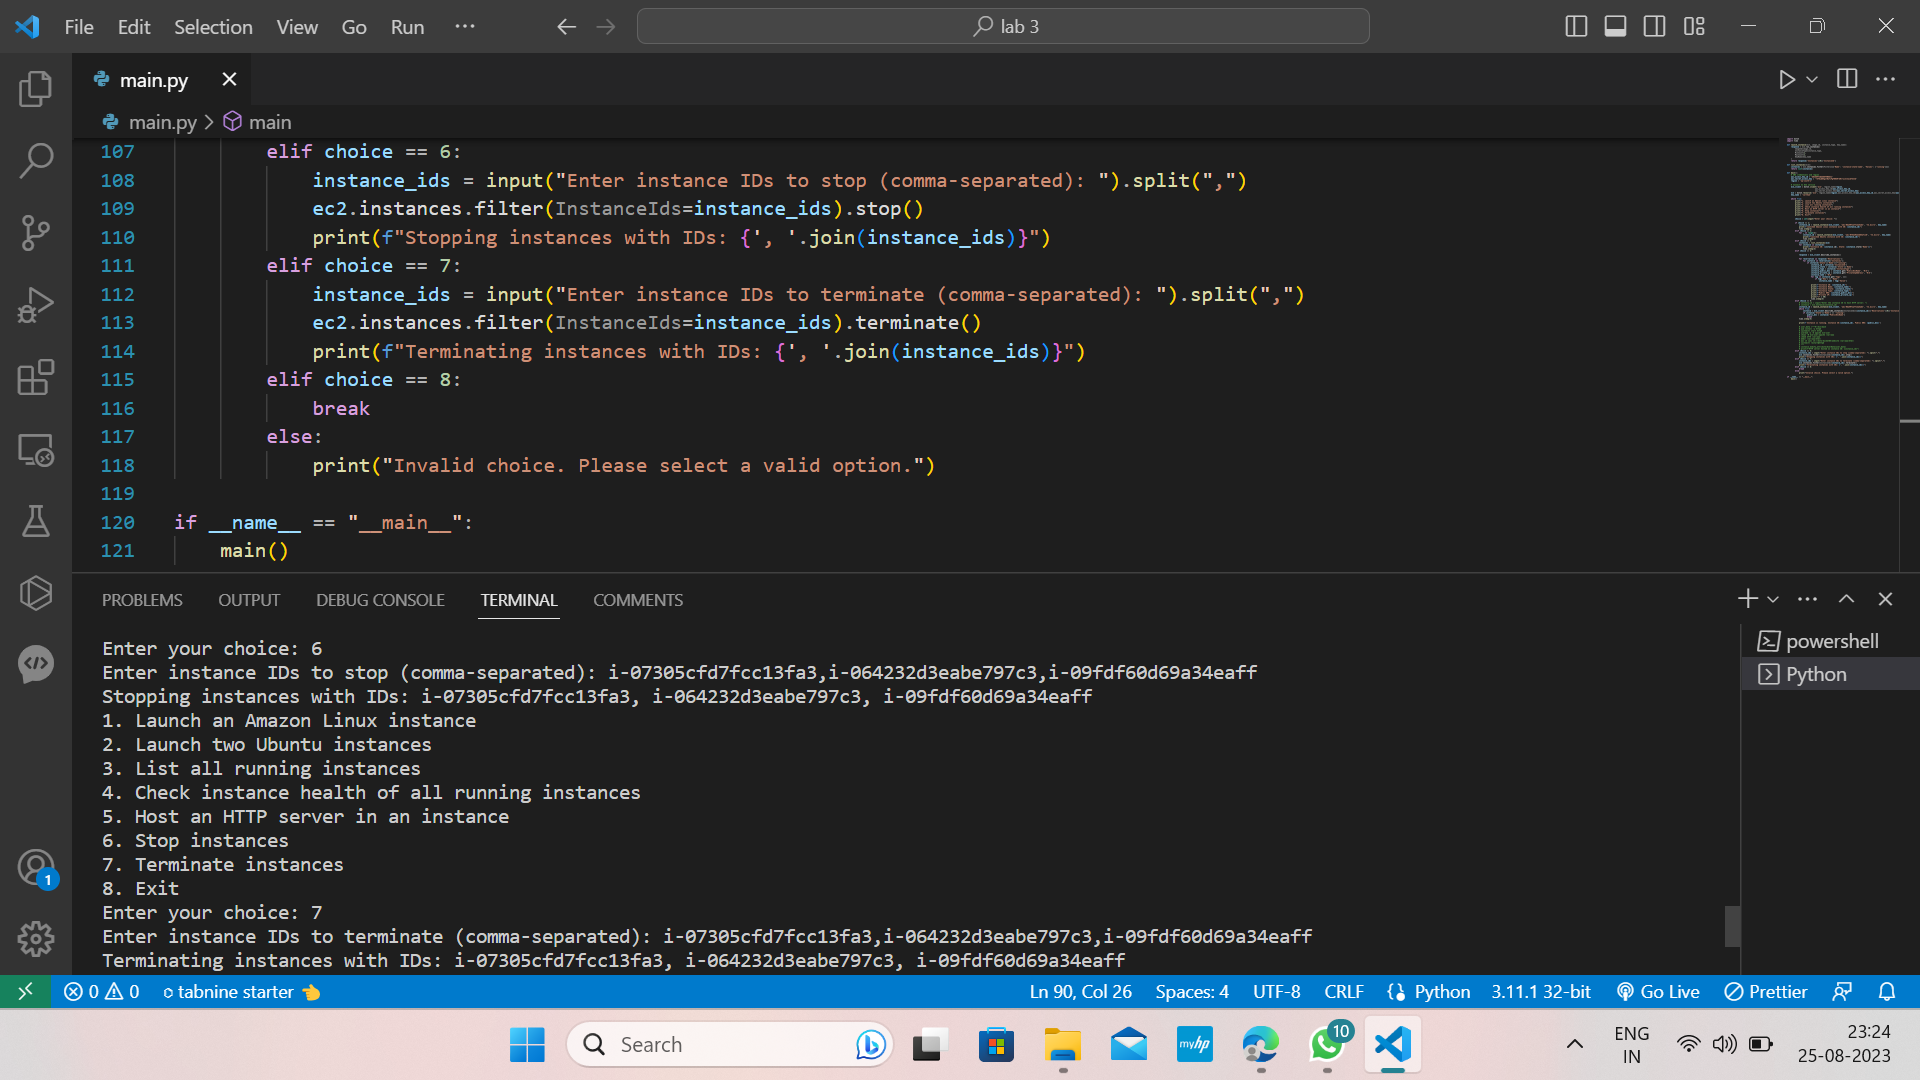 File Edit Selection View Go Run ···
lab 3
main.py
main.py > main
107 elif choice == 6:
108 instance_ids = input("Enter instance IDs to stop (comma-separated): ").split(",")
109 ec2.instances.filter(InstanceIds=instance_ids).stop()
110 print(f"Stopping instances with IDs: {', '.join(instance_ids)}")
111 elif choice == 7:
112 instance_ids = input("Enter instance IDs to terminate (comma-separated): ").split(",")
113 ec2.instances.filter(InstanceIds=instance_ids).terminate()
114 print(f"Terminating instances with IDs: {', '.join(instance_ids)}")
115 elif choice == 8:
116 break
117 else:
118 print("Invalid choice. Please select a valid option.")
119
120 if __name__ == "__main__":
121 main()
PROBLEMS OUTPUT DEBUG CONSOLE TERMINAL COMMENTS
powershell
Python
Enter your choice: 6
Enter instance IDs to stop (comma-separated): i-07305cfd7fcc13fa3,i-064232d3eabe797c3,i-09fdf60d69a34eaff
Stopping instances with IDs: i-07305cfd7fcc13fa3, i-064232d3eabe797c3, i-09fdf60d69a34eaff
1. Launch an Amazon Linux instance
2. Launch two Ubuntu instances
3. List all running instances
4. Check instance health of all running instances
5. Host an HTTP server in an instance
6. Stop instances
7. Terminate instances
8. Exit
Enter your choice: 7
Enter instance IDs to terminate (comma-separated): i-07305cfd7fcc13fa3,i-064232d3eabe797c3,i-09fdf60d69a34eaff
Terminating instances with IDs: i-07305cfd7fcc13fa3, i-064232d3eabe797c3, i-09fdf60d69a34eaff
1
0 0 tabnine starter Ln 90, Col 26 Spaces: 4 UTF-8 CRLF Python 3.11.1 32-bit Go Live Prettier
Search
myhp
10
ENG
IN
23:24
25-08-2023